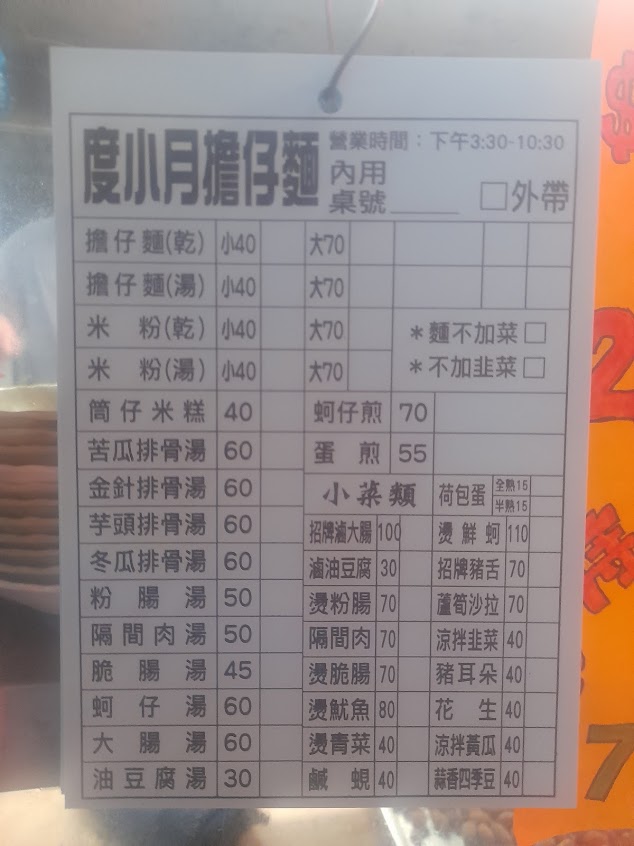 度小月擔仔麵 營業時間：下午3:30-10:30
內用
桌號______ □外帶
擔仔麵(乾) 小40 大70
擔仔麵(湯) 小40 大70
米粉(乾) 小40 大70 *麵不加菜□
米粉(湯) 小40 大70 *不加韭菜□
筒仔米糕 40 蚵仔煎 70
苦瓜排骨湯 60 蛋煎 55
金針排骨湯 60 小菜類 荷包蛋 全熟15 半熟15
芋頭排骨湯 60 招牌滷大腸 100 燙鮮蚵 110
冬瓜排骨湯 60 滷油豆腐 30 招牌豬舌 70
粉腸湯 50 燙粉腸 70 蘆筍沙拉 70
隔間肉湯 50 隔間肉 70 涼拌韭菜 40
脆腸湯 45 燙脆腸 70 豬耳朵 40
蚵仔湯 60 燙魷魚 80 花生 40
大腸湯 60 燙青菜 40 涼拌黃瓜 40
油豆腐湯 30 鹹蜆 40 蒜香四季豆 40
2
7